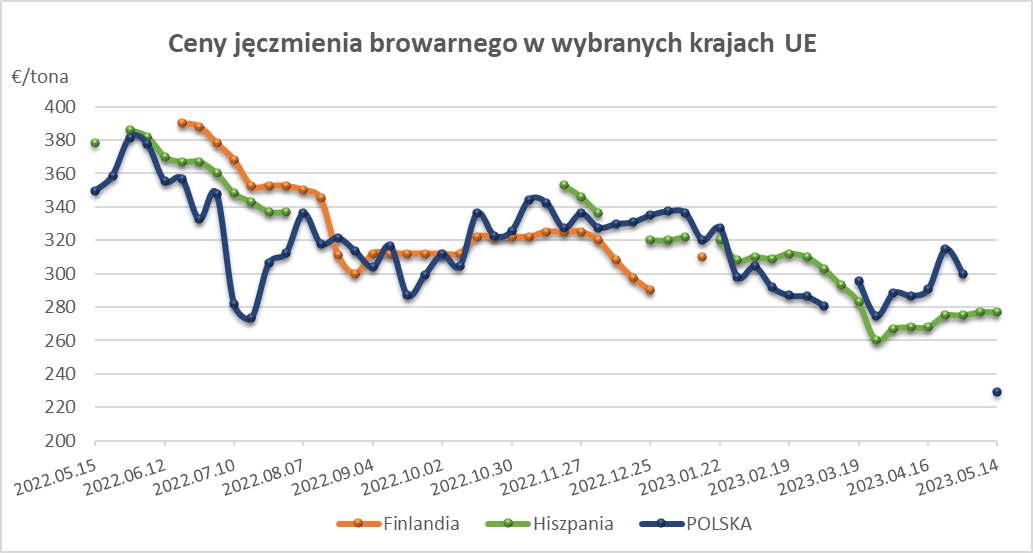 Ceny jęczmienia browarnego w wybranych krajach UE
€/tona
400
380
360
340
320
300
280
260
240
220
200
2022.05.15 2022.06.12 2022.07.10 2022.08.07 2022.09.04 2022.10.02 2022.10.30 2022.11.27 2022.12.25 2023.01.22 2023.02.19 2023.03.19 2023.04.16 2023.05.14
Finlandia Hiszpania POLSKA